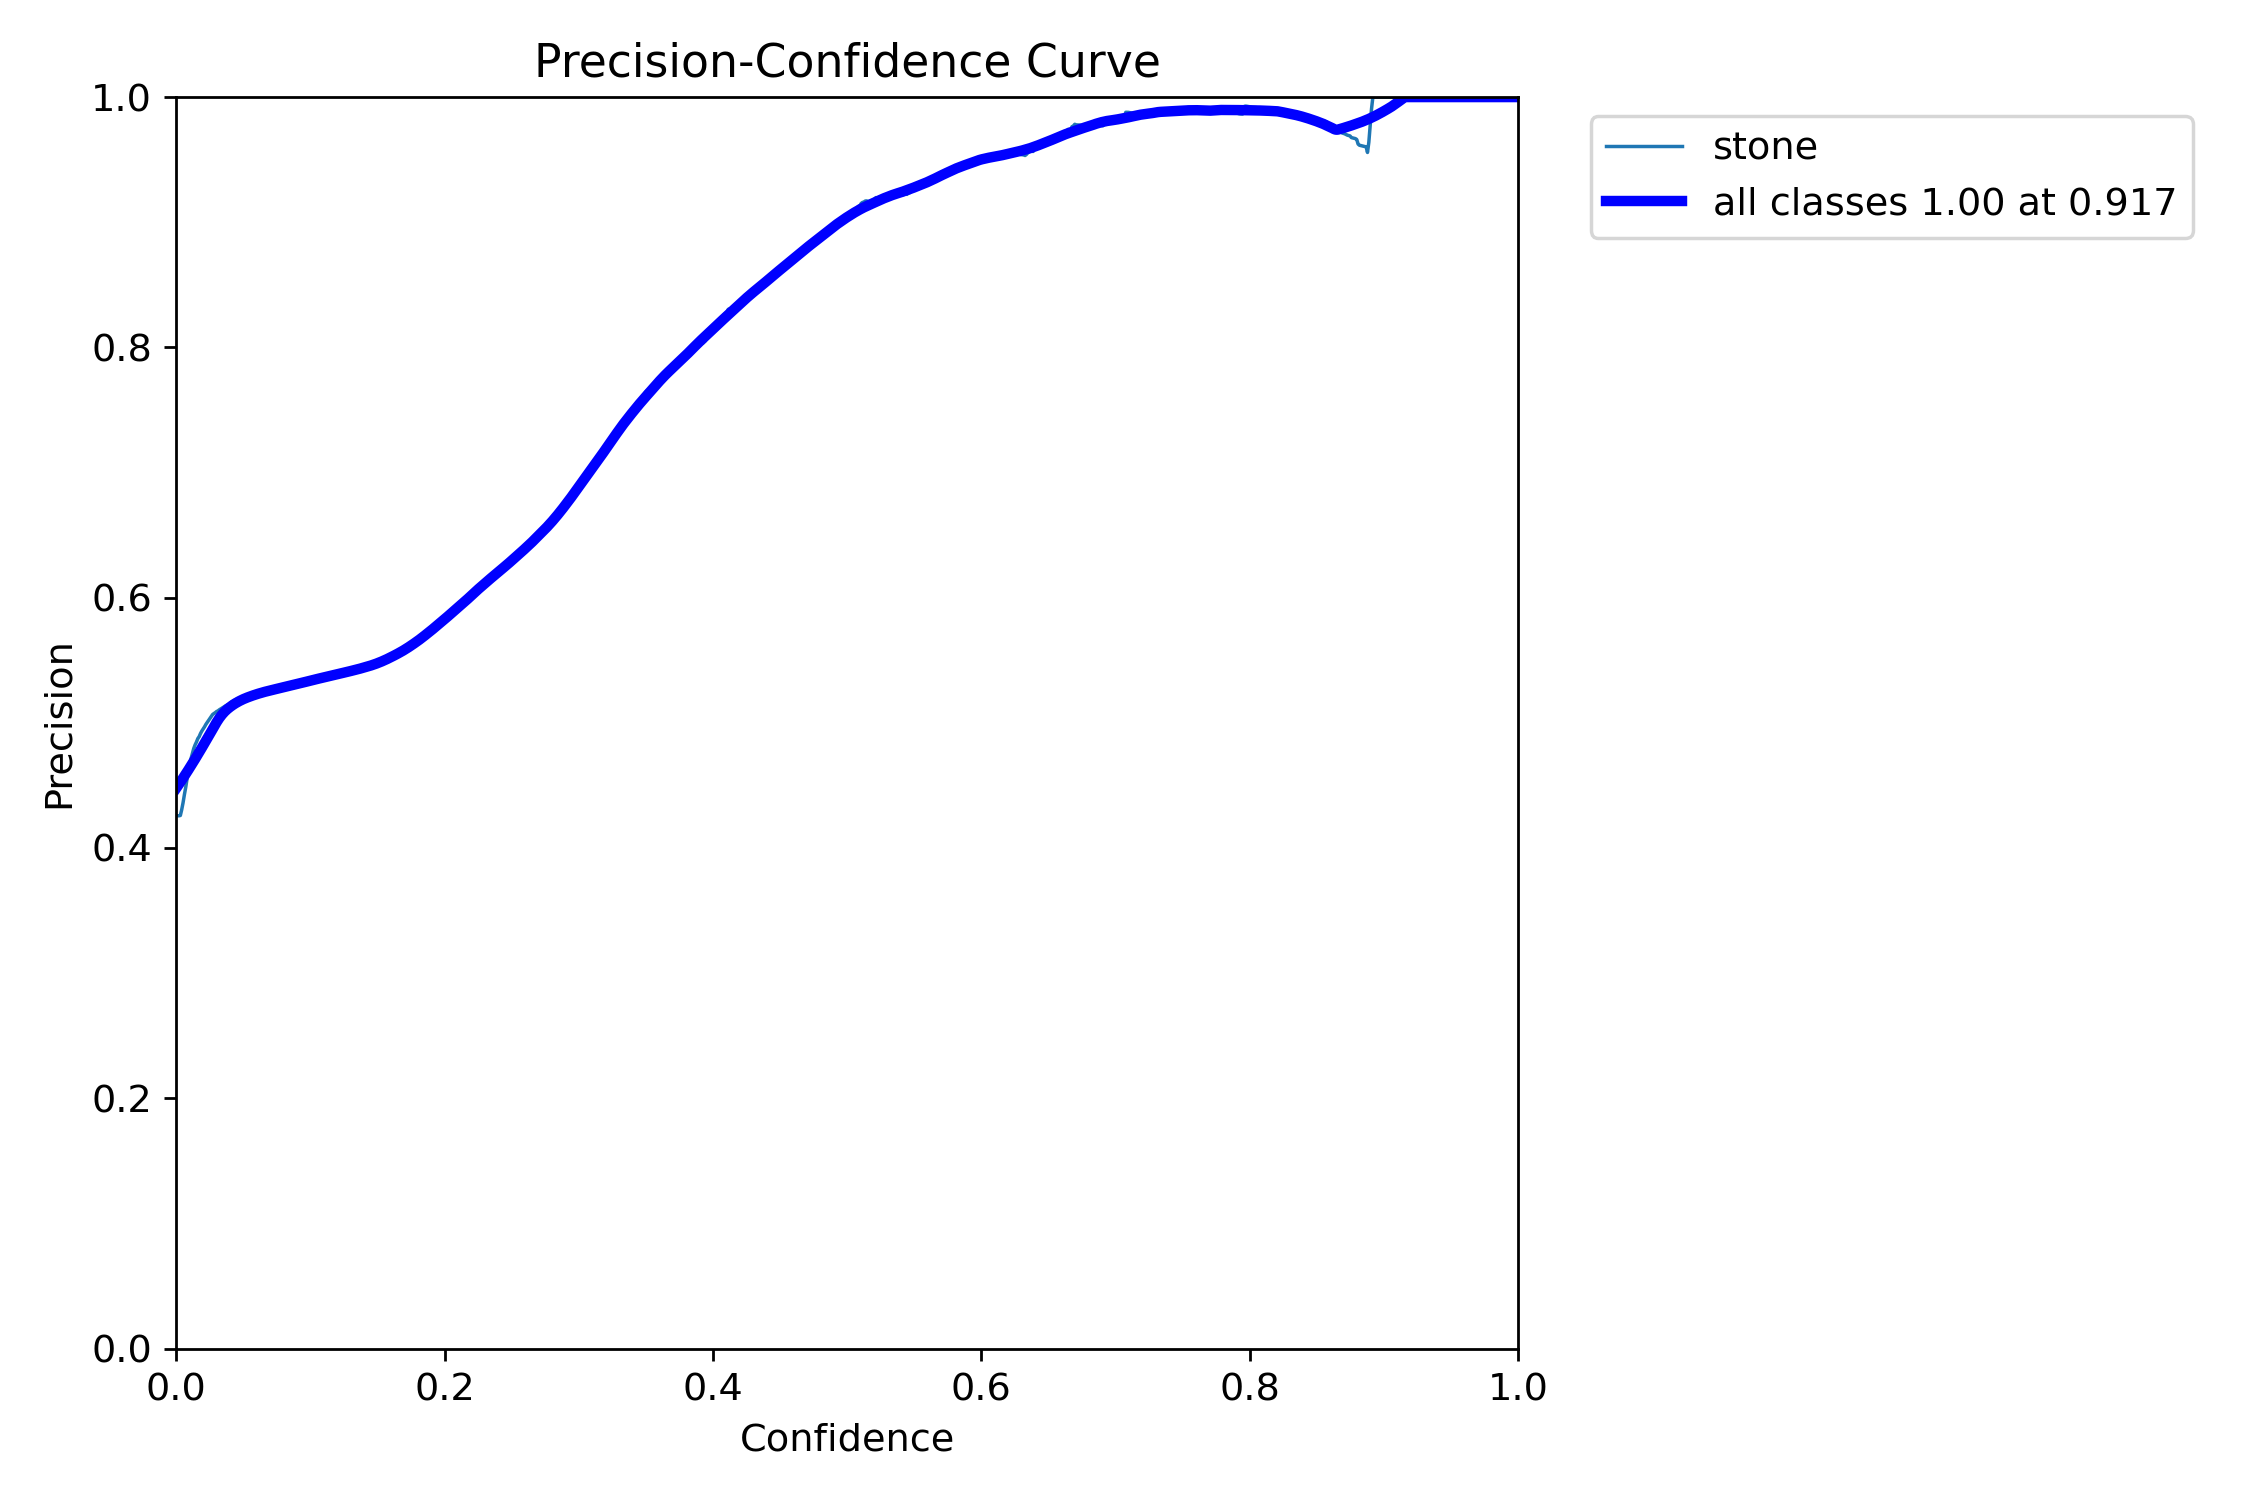 Precision-Confidence Curve
1.0
0.8
0.6
0.4
0.2
0.0
Precision
0.0 0.2 0.4 0.6 0.8 1.0
Confidence
stone
all classes 1.00 at 0.917